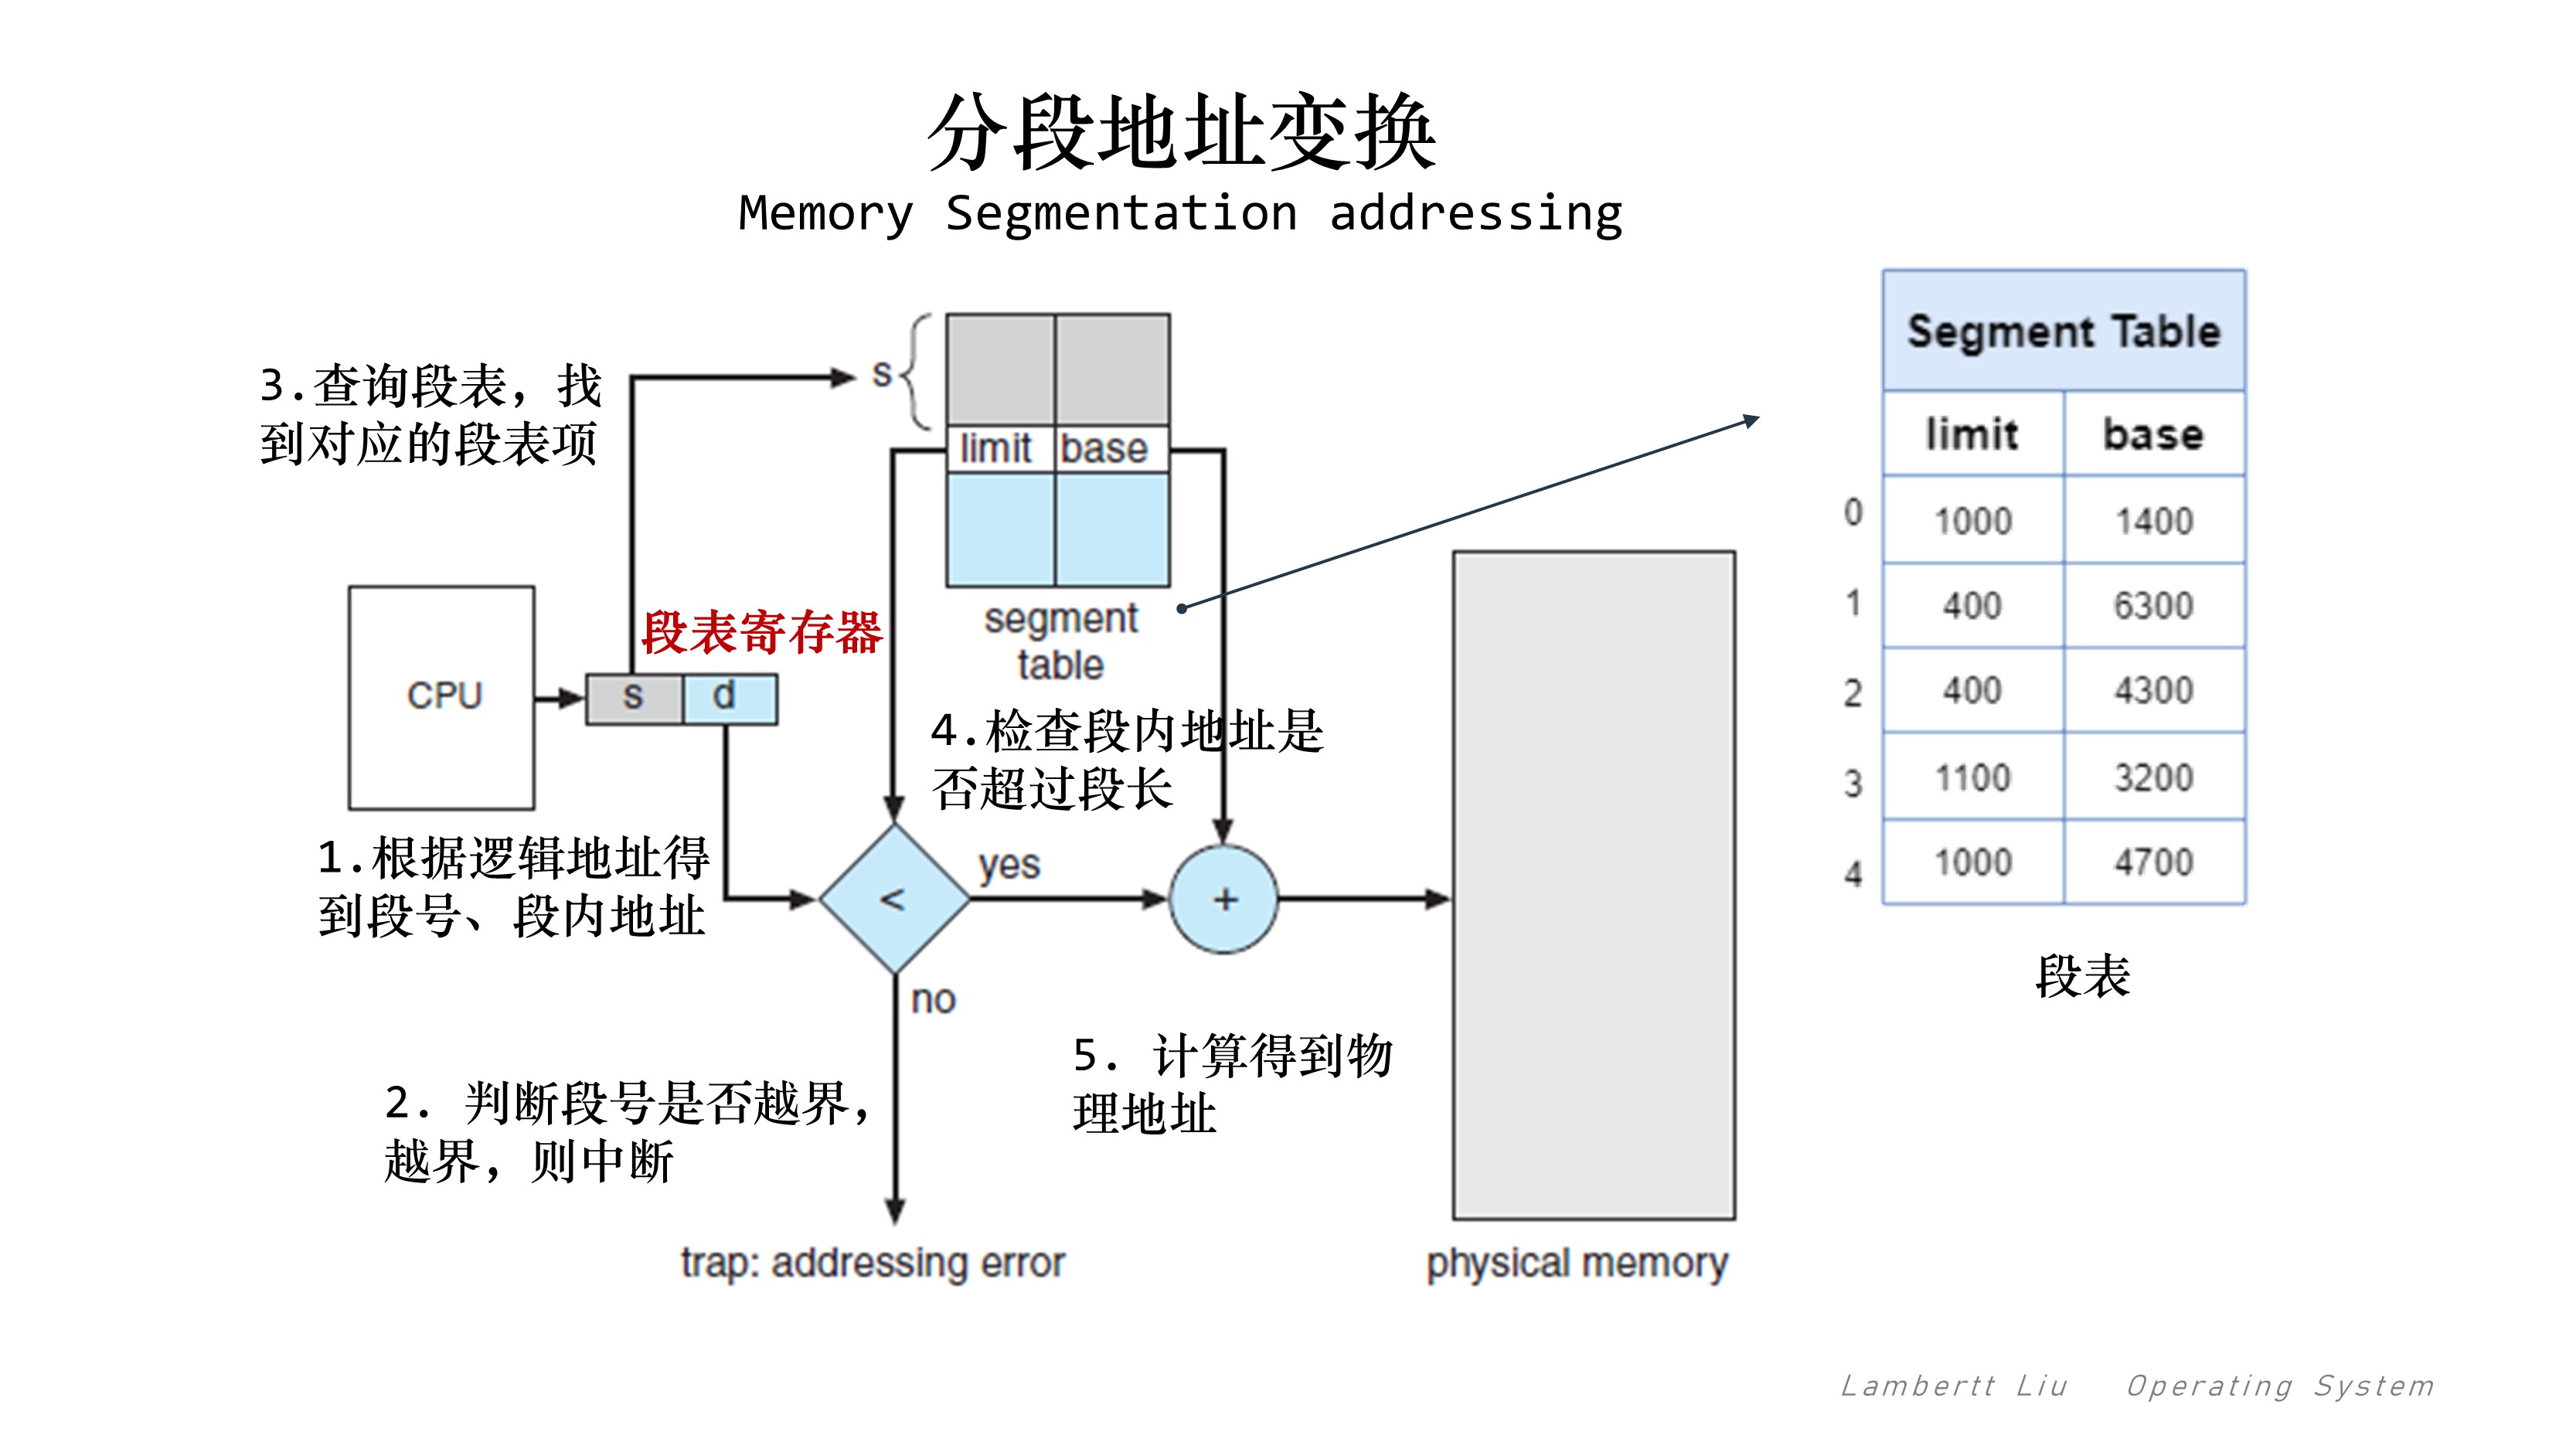 分段地址变换
Memory Segmentation addressing
3.查询段表，找
到对应的段表项
s
limit base
segment
table
段表寄存器
CPU
s d
4.检查段内地址是
否超过段长
1.根据逻辑地址得
到段号、段内地址
<
yes
+
no
2. 判断段号是否越界，
越界，则中断
5. 计算得到物
理地址
trap: addressing error
physical memory
Segment Table
limit base
0 1000 1400
1 400 6300
2 400 4300
3 1100 3200
4 1000 4700
段表
Lambertt Liu Operating System